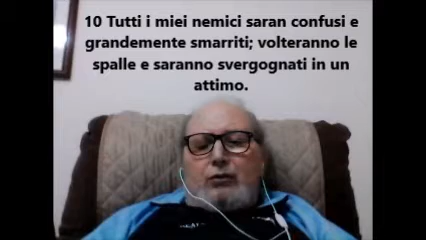 10 Tutti i miei nemici saran confusi e
grandemente smarriti; volteranno le
spalle e saranno svergognati in un
attimo.